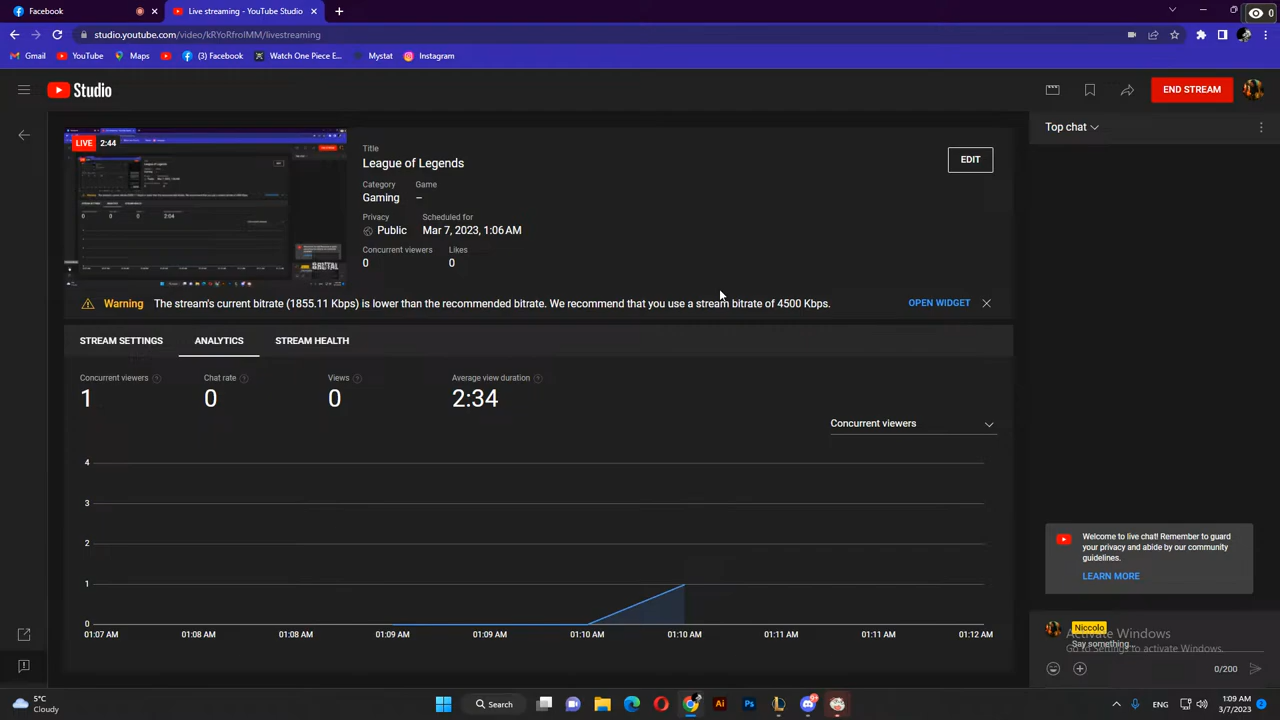 Facebook
Live streaming - YouTube Studio
0
studio.youtube.com/video/kRYoRfroIMM/livestreaming
Gmail
YouTube
Maps
(3) Facebook
Watch One Piece E...
Mystat
Instagram
Studio
END STREAM
LIVE 2:44
Title
League of Legends
EDIT
Category Game
Gaming –
Privacy Scheduled for
Public Mar 7, 2023, 1:06 AM
Concurrent viewers Likes
0 0
Warning The stream's current bitrate (1855.11 Kbps) is lower than the recommended bitrate. We recommend that you use a stream bitrate of 4500 Kbps. OPEN WIDGET
STREAM SETTINGS ANALYTICS STREAM HEALTH
Concurrent viewers Chat rate Views Average view duration
1 0 0 2:34
Concurrent viewers
4
3
2
1
0
01:07 AM 01:08 AM 01:08 AM 01:09 AM 01:09 AM 01:10 AM 01:10 AM 01:11 AM 01:11 AM 01:12 AM
Top chat
Welcome to live chat! Remember to guard
your privacy and abide by our community
guidelines.
LEARN MORE
Niccolo
Say something...
Activate Windows
Go to Settings to activate Windows.
0/200
5°C
Cloudy
Search
Ai
Ps
ENG
1:09 AM
3/7/2023
2